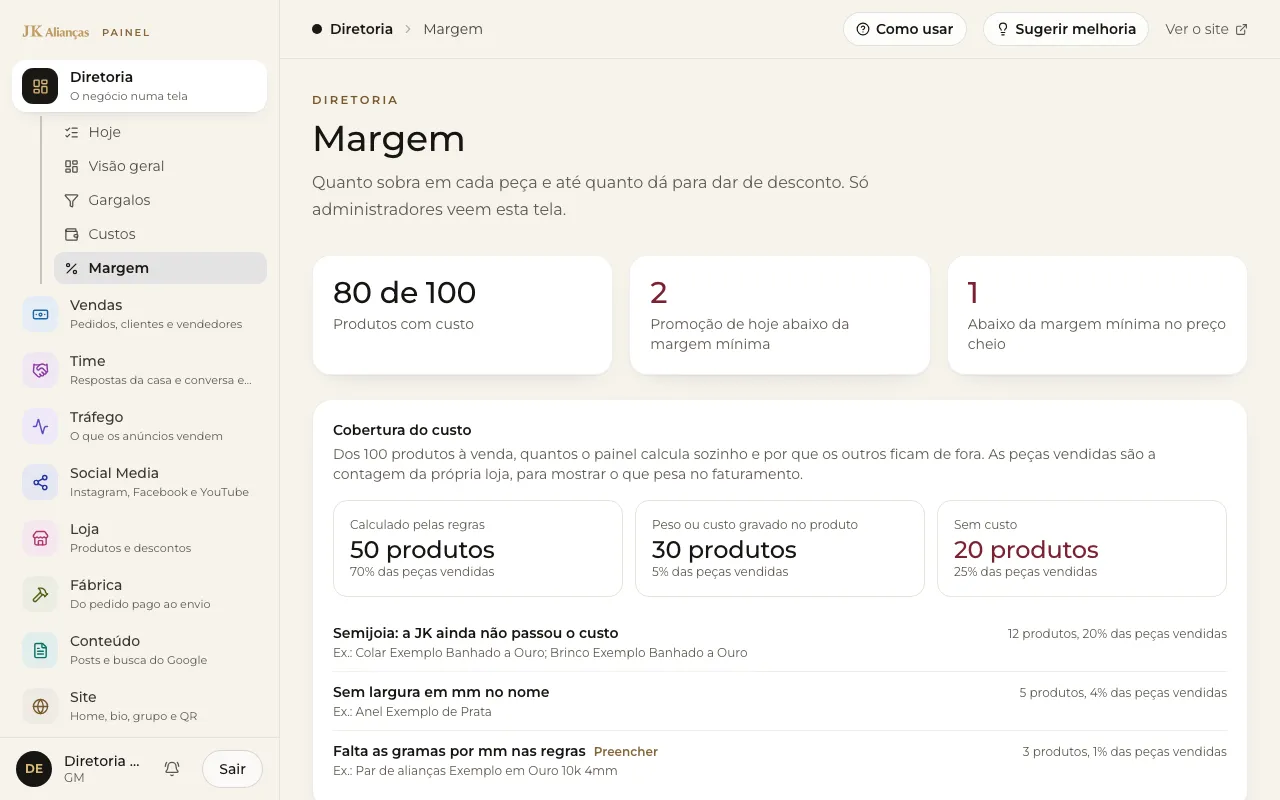 JK Alianças PAINEL
Diretoria
O negócio numa tela
Hoje
Visão geral
Gargalos
Custos
Margem
Vendas
Pedidos, clientes e vendedores
Time
Respostas da casa e conversa e...
Tráfego
O que os anúncios vendem
Social Media
Instagram, Facebook e YouTube
Loja
Produtos e descontos
Fábrica
Do pedido pago ao envio
Conteúdo
Posts e busca do Google
Site
Home, bio, grupo e QR
DE
Diretoria ...
GM
Sair
Diretoria > Margem
Como usar
Sugerir melhoria
Ver o site
DIRETORIA
Margem
Quanto sobra em cada peça e até quanto dá para dar de desconto. Só
administradores veem esta tela.
80 de 100
Produtos com custo
2
Promoção de hoje abaixo da
margem mínima
1
Abaixo da margem mínima no preço
cheio
Cobertura do custo
Dos 100 produtos à venda, quantos o painel calcula sozinho e por que os outros ficam de fora. As peças vendidas são a
contagem da própria loja, para mostrar o que pesa no faturamento.
Calculado pelas regras
50 produtos
70% das peças vendidas
Peso ou custo gravado no produto
30 produtos
5% das peças vendidas
Sem custo
20 produtos
25% das peças vendidas
Semijoia: a JK ainda não passou o custo
12 produtos, 20% das peças vendidas
Ex.: Colar Exemplo Banhado a Ouro; Brinco Exemplo Banhado a Ouro
Sem largura em mm no nome
5 produtos, 4% das peças vendidas
Ex.: Anel Exemplo de Prata
Falta as gramas por mm nas regras Preencher
3 produtos, 1% das peças vendidas
Ex.: Par de alianças Exemplo em Ouro 10k 4mm